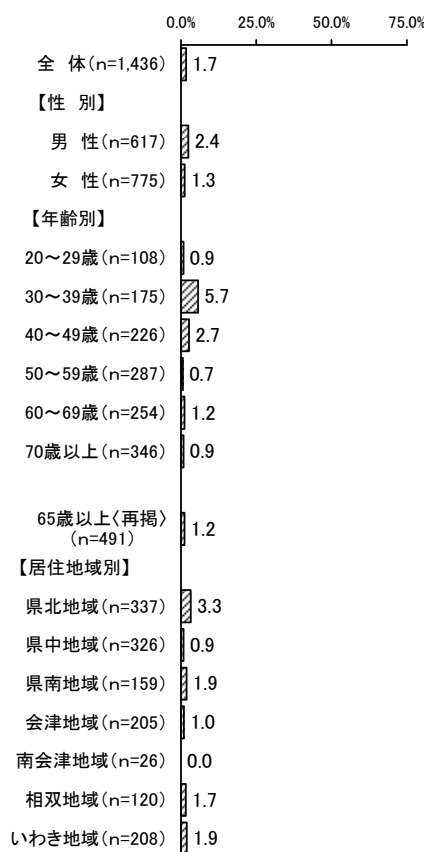 0.0% 25.0% 50.0% 75.0%
全 体(n=1,436) 1.7
【性 別】
男 性(n=617) 2.4
女 性(n=775) 1.3
【年齢別】
20～29歳(n=108) 0.9
30～39歳(n=175) 5.7
40～49歳(n=226) 2.7
50～59歳(n=287) 0.7
60～69歳(n=254) 1.2
70歳以上(n=346) 0.9
65歳以上〈再掲〉
(n=491) 1.2
【居住地域別】
県北地域(n=337) 3.3
県中地域(n=326) 0.9
県南地域(n=159) 1.9
会津地域(n=205) 1.0
南会津地域(n=26) 0.0
相双地域(n=120) 1.7
いわき地域(n=208) 1.9